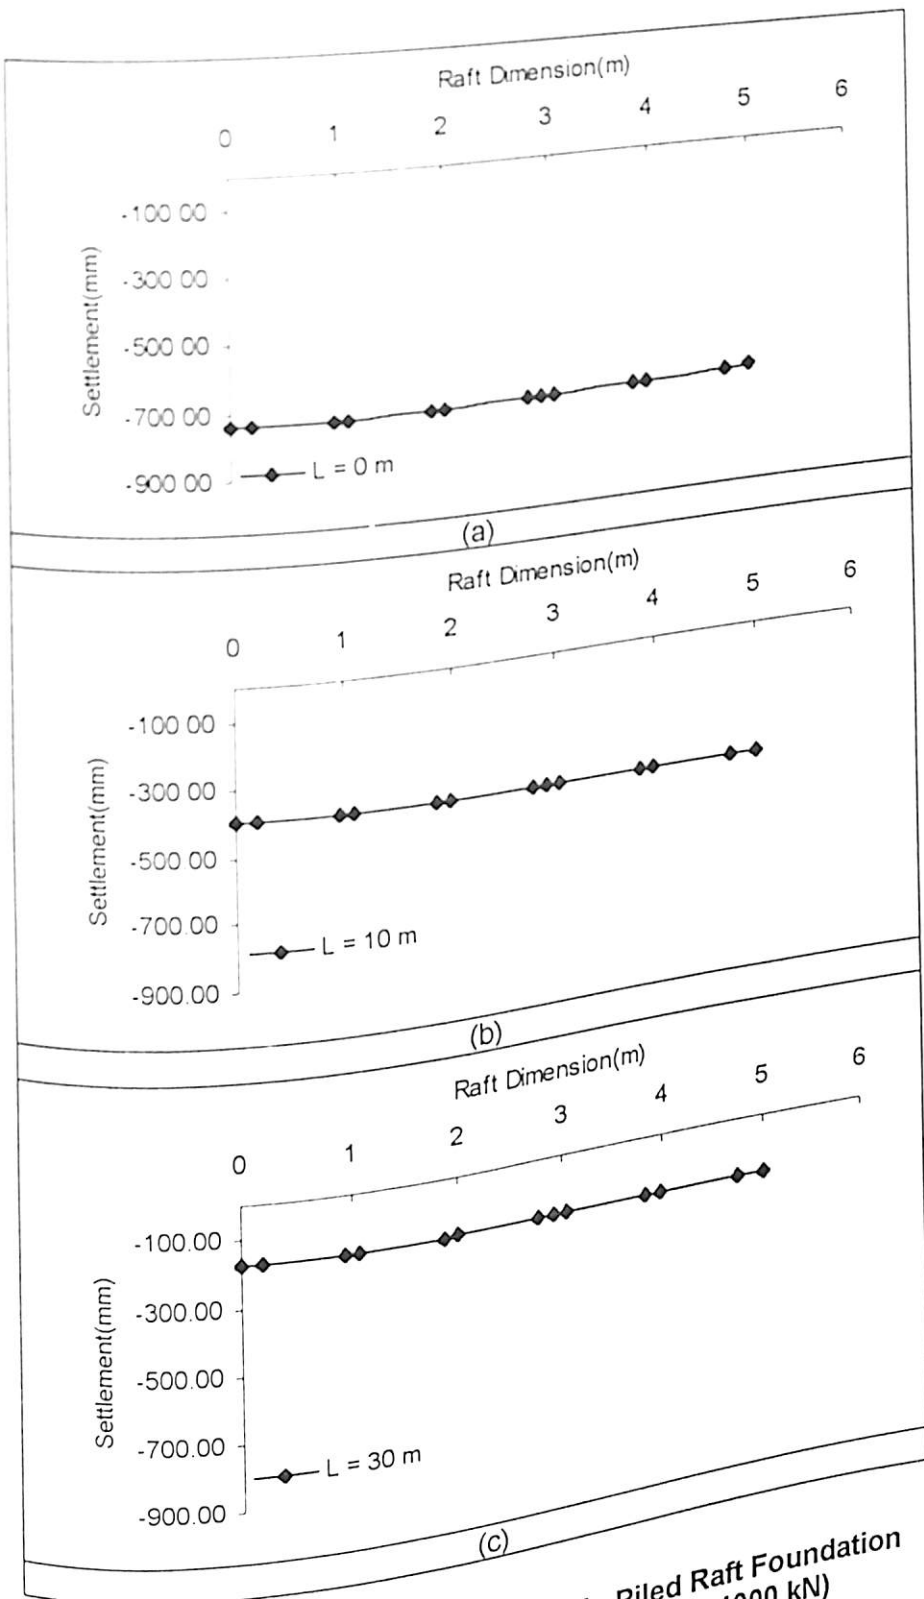 Raft Dimension(m)
0 1 2 3 4 5 6
-100 00
-300 00
-500 00
-700 00
-900 00
Settlement(mm)
L = 0 m
(a)
Raft Dimension(m)
0 1 2 3 4 5 6
-100 00
-300 00
-500 00
-700.00
-900.00
Settlement(mm)
L = 10 m
(b)
Raft Dimension(m)
0 1 2 3 4 5 6
-100.00
-300.00
-500.00
-700.00
-900.00
Settlement(mm)
L = 30 m
(c)
Piled Raft Foundation
kN)